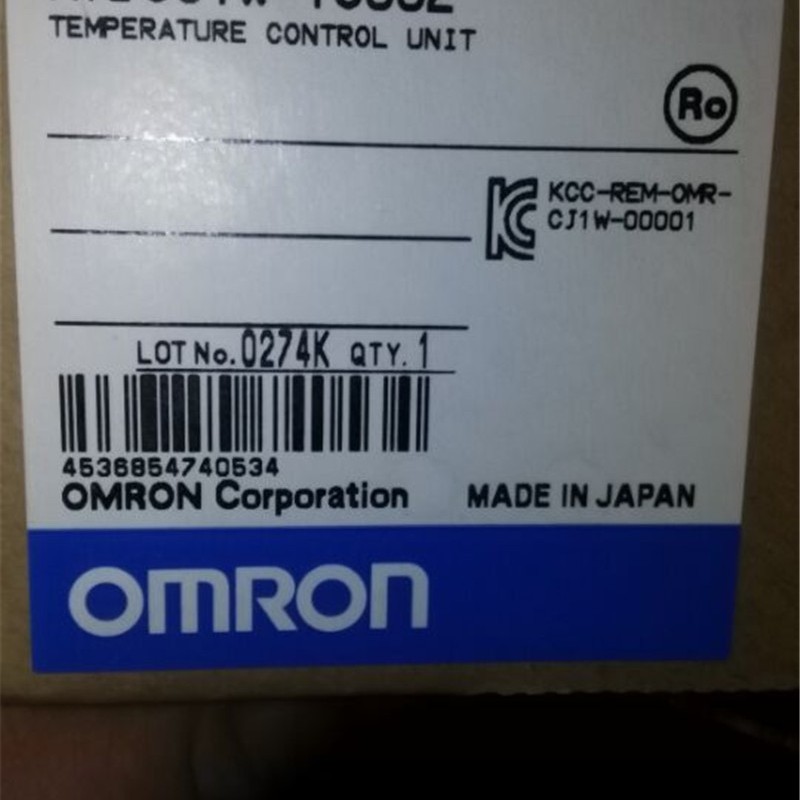 TEMPERATURE CONTROL UNIT
Ro
KC KCC-REM-OMR-
CJ1W-00001
LOT No. 0274K QTY. 1
4536854740534
OMRON Corporation MADE IN JAPAN
OMRON